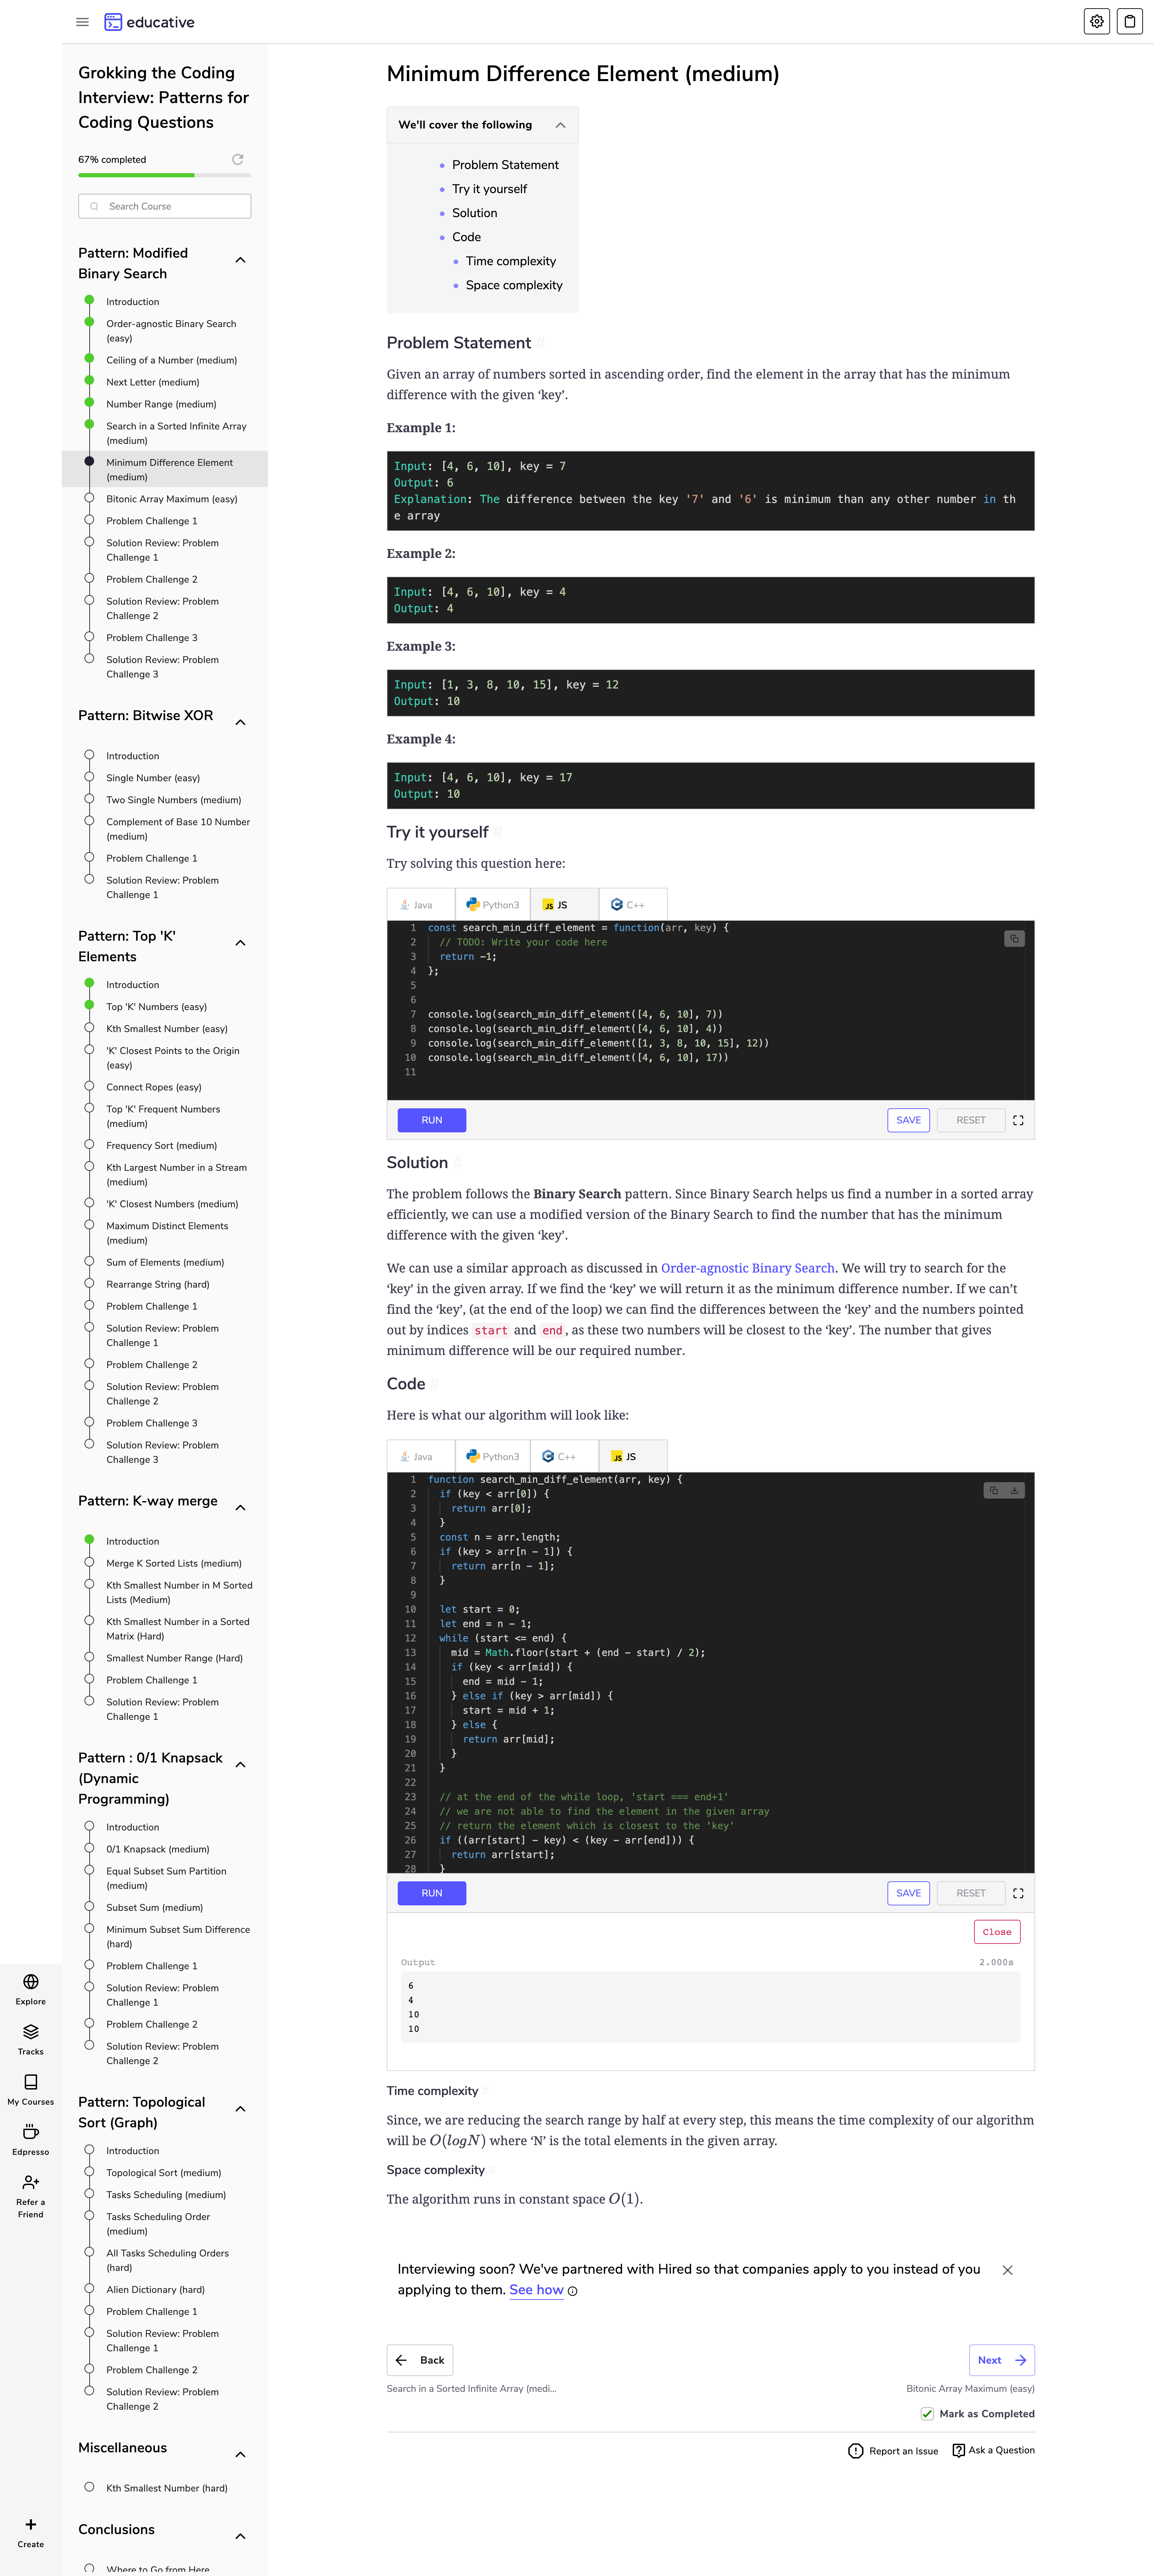 educative
Grokking the Coding
Interview: Patterns for
Coding Questions
67% completed
Search Course
Pattern: Modified
Binary Search
Introduction
Order-agnostic Binary Search
(easy)
Ceiling of a Number (medium)
Next Letter (medium)
Number Range (medium)
Search in a Sorted Infinite Array
(medium)
Minimum Difference Element
(medium)
Bitonic Array Maximum (easy)
Problem Challenge 1
Solution Review: Problem
Challenge 1
Problem Challenge 2
Solution Review: Problem
Challenge 2
Problem Challenge 3
Solution Review: Problem
Challenge 3
Pattern: Bitwise XOR
Introduction
Single Number (easy)
Two Single Numbers (medium)
Complement of Base 10 Number
(medium)
Problem Challenge 1
Solution Review: Problem
Challenge 1
Pattern: Top 'K'
Elements
Introduction
Top 'K' Numbers (easy)
Kth Smallest Number (easy)
'K' Closest Points to the Origin
(easy)
Connect Ropes (easy)
Top 'K' Frequent Numbers
(medium)
Frequency Sort (medium)
Kth Largest Number in a Stream
(medium)
'K' Closest Numbers (medium)
Maximum Distinct Elements
(medium)
Sum of Elements (medium)
Rearrange String (hard)
Problem Challenge 1
Solution Review: Problem
Challenge 1
Problem Challenge 2
Solution Review: Problem
Challenge 2
Problem Challenge 3
Solution Review: Problem
Challenge 3
Pattern: K-way merge
Introduction
Merge K Sorted Lists (medium)
Kth Smallest Number in M Sorted
Lists (Medium)
Kth Smallest Number in a Sorted
Matrix (Hard)
Smallest Number Range (Hard)
Problem Challenge 1
Solution Review: Problem
Challenge 1
Pattern : 0/1 Knapsack
(Dynamic
Programming)
Introduction
0/1 Knapsack (medium)
Equal Subset Sum Partition
(medium)
Subset Sum (medium)
Minimum Subset Sum Difference
(hard)
Problem Challenge 1
Solution Review: Problem
Challenge 1
Problem Challenge 2
Solution Review: Problem
Challenge 2
Pattern: Topological
Sort (Graph)
Introduction
Topological Sort (medium)
Tasks Scheduling (medium)
Tasks Scheduling Order
(medium)
All Tasks Scheduling Orders
(hard)
Alien Dictionary (hard)
Problem Challenge 1
Solution Review: Problem
Challenge 1
Problem Challenge 2
Solution Review: Problem
Challenge 2
Miscellaneous
Kth Smallest Number (hard)
Conclusions
Where to Go from Here
Explore
Tracks
My Courses
Edpresso
Refer a
Friend
Create
Minimum Difference Element (medium)
We'll cover the following
Problem Statement
Try it yourself
Solution
Code
Time complexity
Space complexity
Problem Statement #
Given an array of numbers sorted in ascending order, find the element in the array that has the minimum
difference with the given ‘key’.
Example 1:
Input: [4, 6, 10], key = 7
Output: 6
Explanation: The difference between the key '7' and '6' is minimum than any other number in th
e array
Example 2:
Input: [4, 6, 10], key = 4
Output: 4
Example 3:
Input: [1, 3, 8, 10, 15], key = 12
Output: 10
Example 4:
Input: [4, 6, 10], key = 17
Output: 10
Try it yourself #
Try solving this question here:
Java Python3 JS C++
1 const search_min_diff_element = function(arr, key) {
2 // TODO: Write your code here
3 return -1;
4 };
5
6
7 console.log(search_min_diff_element([4, 6, 10], 7))
8 console.log(search_min_diff_element([4, 6, 10], 4))
9 console.log(search_min_diff_element([1, 3, 8, 10, 15], 12))
10 console.log(search_min_diff_element([4, 6, 10], 17))
11
RUN SAVE RESET
Solution #
The problem follows the Binary Search pattern. Since Binary Search helps us find a number in a sorted array
efficiently, we can use a modified version of the Binary Search to find the number that has the minimum
difference with the given ‘key’.
We can use a similar approach as discussed in Order-agnostic Binary Search. We will try to search for the
‘key’ in the given array. If we find the ‘key’ we will return it as the minimum difference number. If we can’t
find the ‘key’, (at the end of the loop) we can find the differences between the ‘key’ and the numbers pointed
out by indices start and end, as these two numbers will be closest to the ‘key’. The number that gives
minimum difference will be our required number.
Code #
Here is what our algorithm will look like:
Java Python3 C++ JS
1 function search_min_diff_element(arr, key) {
2 if (key < arr[0]) {
3 return arr[0];
4 }
5 const n = arr.length;
6 if (key > arr[n - 1]) {
7 return arr[n - 1];
8 }
9
10 let start = 0;
11 let end = n - 1;
12 while (start <= end) {
13 mid = Math.floor(start + (end - start) / 2);
14 if (key < arr[mid]) {
15 end = mid - 1;
16 } else if (key > arr[mid]) {
17 start = mid + 1;
18 } else {
19 return arr[mid];
20 }
21 }
22
23 // at the end of the while loop, 'start === end+1'
24 // we are not able to find the element in the given array
25 // return the element which is closest to the 'key'
26 if ((arr[start] - key) < (key - arr[end])) {
27 return arr[start];
28 }
RUN SAVE RESET
Close
Output 2.000s
6
4
10
10
Time complexity #
Since, we are reducing the search range by half at every step, this means the time complexity of our algorithm
will be O(logN) where ‘N’ is the total elements in the given array.
Space complexity #
The algorithm runs in constant space O(1).
Interviewing soon? We've partnered with Hired so that companies apply to you instead of you
applying to them. See how
Back Next
Search in a Sorted Infinite Array (medi... Bitonic Array Maximum (easy)
Mark as Completed
Report an Issue Ask a Question